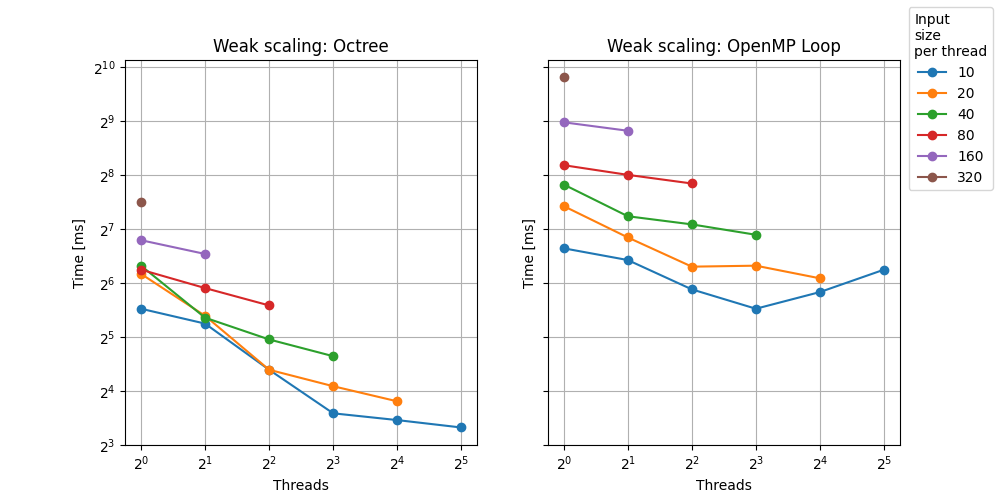 Weak scaling: Octree
2^10
2^9
2^8
2^7
2^6
2^5
2^4
2^3
Time [ms]
2^0 2^1 2^2 2^3 2^4 2^5
Threads
Weak scaling: OpenMP Loop
Time [ms]
2^0 2^1 2^2 2^3 2^4 2^5
Threads
Input
size
per thread
10
20
40
80
160
320